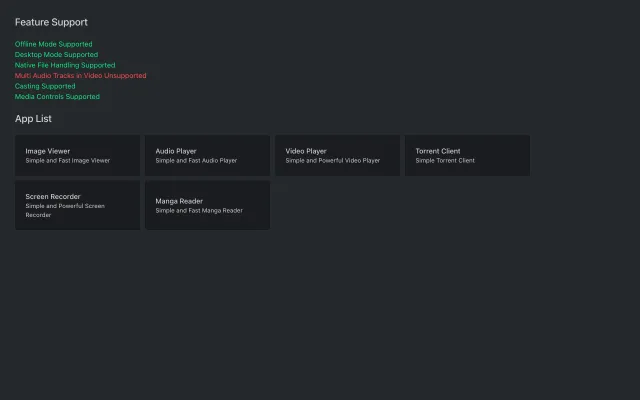 Feature Support
Offline Mode Supported
Desktop Mode Supported
Native File Handling Supported
Multi Audio Tracks in Video Unsupported
Casting Supported
Media Controls Supported
App List
Image Viewer
Simple and Fast Image Viewer
Audio Player
Simple and Fast Audio Player
Video Player
Simple and Powerful Video Player
Torrent Client
Simple Torrent Client
Screen Recorder
Simple and Powerful Screen
Recorder
Manga Reader
Simple and Fast Manga Reader